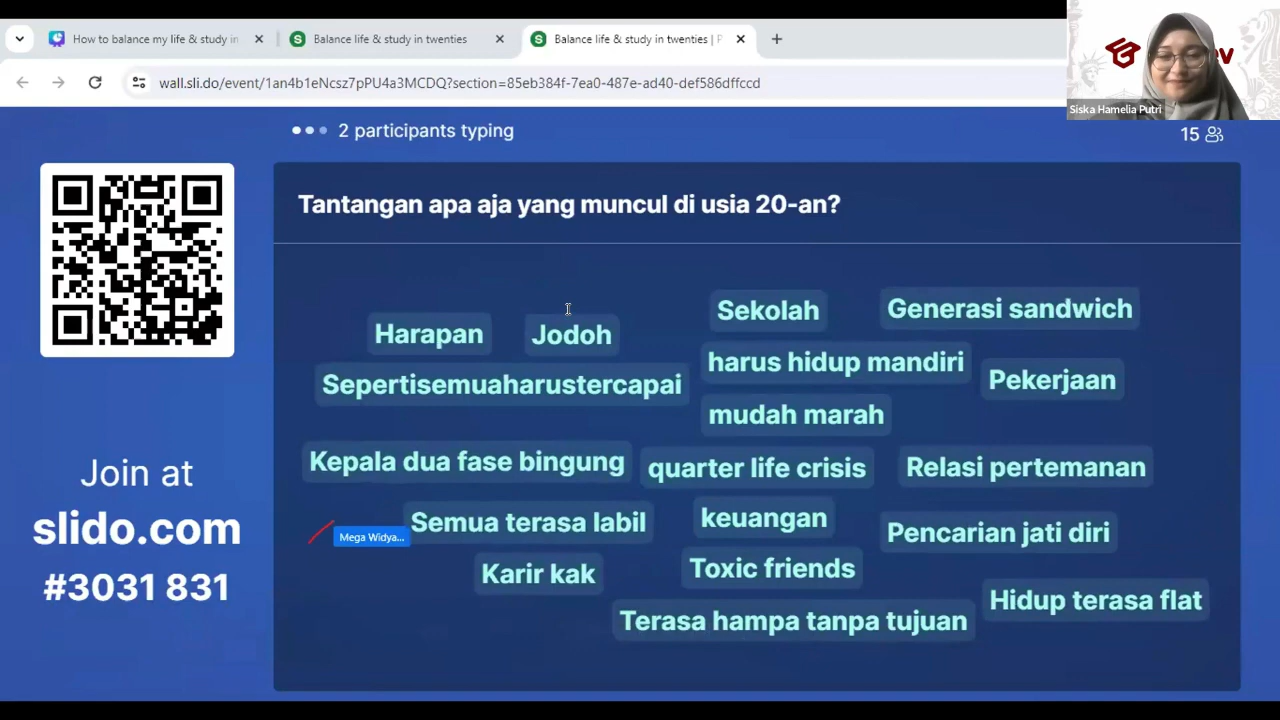 How to balance my life & study in
Balance life & study in twenties
Balance life & study in twenties | P
wall.sli.do/event/1an4b1eNcsz7pPU4a3MCDQ?section=85eb384f-7ea0-487e-ad40-def586dffccd
Siska Hamelia Putri
2 participants typing
15
Tantangan apa aja yang muncul di usia 20-an?
Harapan
Jodoh
Sekolah
Generasi sandwich
Sepertisemuaharustercapai
harus hidup mandiri
Pekerjaan
mudah marah
Kepala dua fase bingung
quarter life crisis
Relasi pertemanan
Semua terasa labil
keuangan
Pencarian jati diri
Mega Widya...
Karir kak
Toxic friends
Hidup terasa flat
Terasa hampa tanpa tujuan
Join at
slido.com
#3031 831